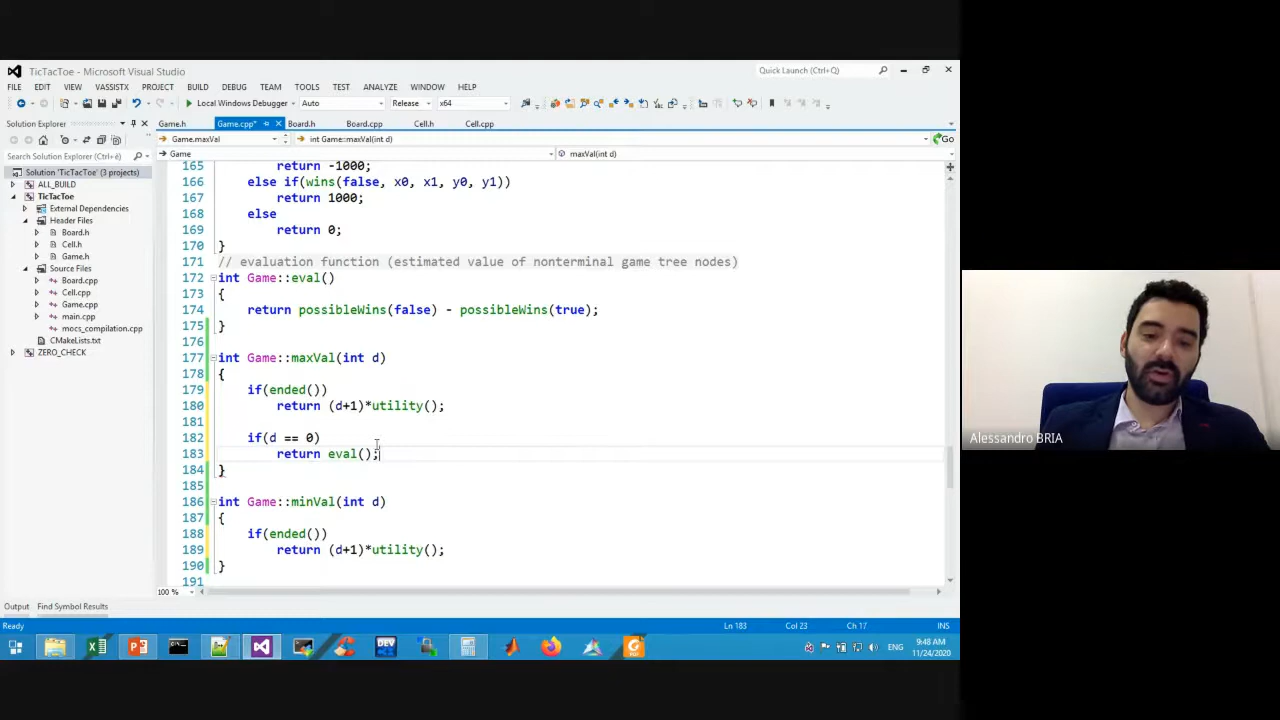 TicTacToe - Microsoft Visual Studio
Quick Launch (Ctrl+Q)
FILE EDIT VIEW VASSISTX PROJECT BUILD DEBUG TEAM TOOLS TEST ANALYZE WINDOW HELP
Local Windows Debugger Auto Release x64
Solution Explorer
Game.h Game.cpp* Board.h Board.cpp Cell.h Cell.cpp
Game.maxVal int Game::maxVal(int d) Go
Game maxVal(int d)
Search Solution Explorer (Ctrl+è)
Solution 'TicTacToe' (3 projects)
ALL_BUILD
TicTacToe
External Dependencies
Header Files
Board.h
Cell.h
Game.h
Source Files
Board.cpp
Cell.cpp
Game.cpp
main.cpp
mocs_compilation.cpp
CMakeLists.txt
ZERO_CHECK
165 return -1000;
166 else if(wins(false, x0, x1, y0, y1))
167 return 1000;
168 else
169 return 0;
170 }
171 // evaluation function (estimated value of nonterminal game tree nodes)
172 int Game::eval()
173 {
174 return possibleWins(false) - possibleWins(true);
175 }
176
177 int Game::maxVal(int d)
178 {
179 if(ended())
180 return (d+1)*utility();
181
182 if(d == 0)
183 return eval();
184 }
185
186 int Game::minVal(int d)
187 {
188 if(ended())
189 return (d+1)*utility();
190 }
191
100 %
Output Find Symbol Results
Ready Ln 183 Col 23 Ch 17 INS
DEV
PDF
ENG
9:48 AM
11/24/2020
Alessandro BRIA